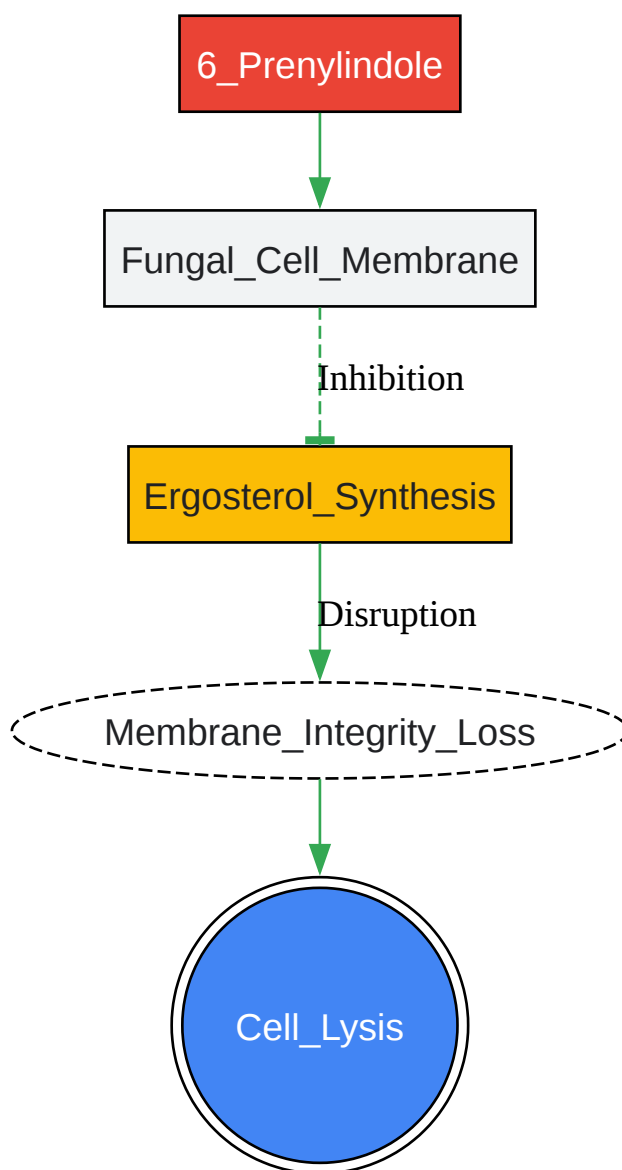 6_Prenylindole
Fungal_Cell_Membrane
Inhibition
Ergosterol_Synthesis
Disruption
Membrane_Integrity_Loss
Cell_Lysis